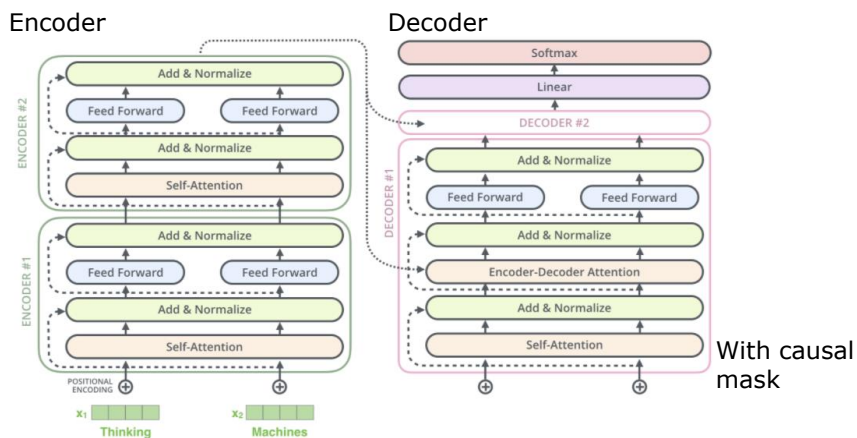 Encoder
ENCODER #2
Add & Normalize
Feed Forward Feed Forward
Add & Normalize
Self-Attention
ENCODER #1
Add & Normalize
Feed Forward Feed Forward
Add & Normalize
Self-Attention
POSITIONAL
ENCODING
x₁ x₂
Thinking Machines
Decoder
Softmax
Linear
DECODER #2
DECODER #1
Add & Normalize
Feed Forward Feed Forward
Add & Normalize
Encoder-Decoder Attention
Add & Normalize
Self-Attention
With causal
mask